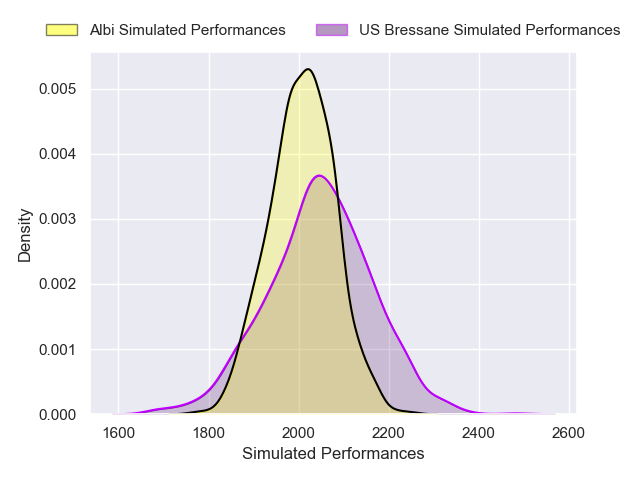 Albi Simulated Performances
US Bressane Simulated Performances
0.005
0.004
0.003
0.002
0.001
0.000
Density
1600 1800 2000 2200 2400 2600
Simulated Performances